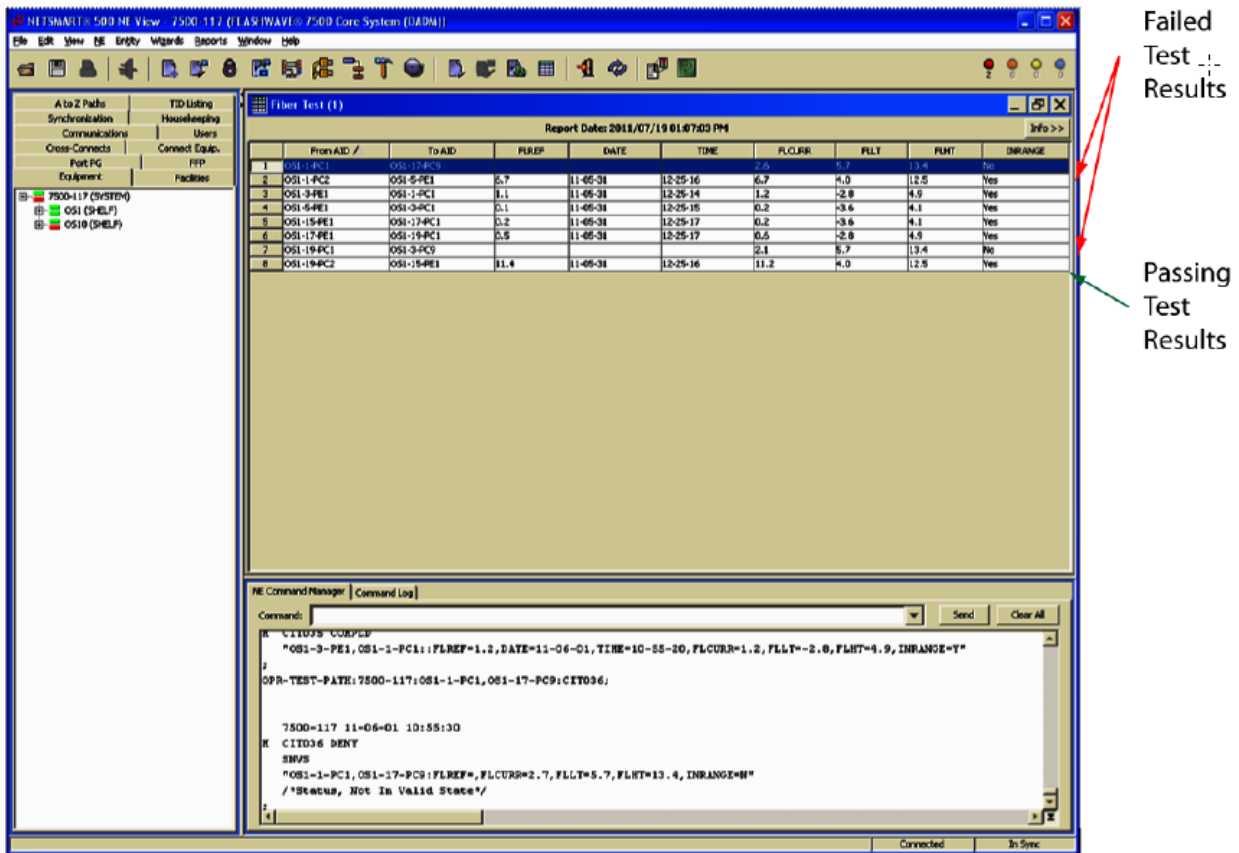 NETSMART® 500 NE View - 7500-117 (FLASHWAVE® 7500 Core System (OADM))
File Edit View NE Entity Wizards Reports Window Help
2 0 0 0
A to Z Paths TID Listing
Synchronization Housekeeping
Communications Users
Cross-Connects Connect Equip.
Port PG FFP
Equipment Facilities
7500-117 (SYSTEM)
OS1 (SHELF)
OS10 (SHELF)
Fiber Test (1)
Report Date: 2011/07/19 01:07:03 PM Info >>
From AID / To AID FLREF DATE TIME FLCURR FLLT FLHT INRANGE
1 OS1-1-PC1 OS1-17-PC9 2.6 5.7 13.4 No
2 OS1-1-PC2 OS1-5-PE1 6.7 11-05-31 12-25-16 6.7 4.0 12.5 Yes
3 OS1-3-PE1 OS1-1-PC1 1.1 11-05-31 12-25-14 1.2 -2.8 4.9 Yes
4 OS1-5-PE1 OS1-3-PC1 0.1 11-05-31 12-25-15 0.2 -3.6 4.1 Yes
5 OS1-15-PE1 OS1-17-PC1 0.2 11-05-31 12-25-17 0.2 -3.6 4.1 Yes
6 OS1-17-PE1 OS1-19-PC1 0.5 11-05-31 12-25-17 0.6 -2.8 4.9 Yes
7 OS1-19-PC1 OS1-3-PC9 2.1 5.7 13.4 No
8 OS1-19-PC2 OS1-15-PE1 11.4 11-05-31 12-25-16 11.2 4.0 12.5 Yes
NE Command Manager Command Log
Command: Send Clear All
M CIT035 COMPLD
"OS1-3-PE1,OS1-1-PC1::FLREF=1.2,DATE=11-06-01,TIME=10-55-20,FLCURR=1.2,FLLT=-2.8,FLHT=4.9,INRANGE=Y"
;
OPR-TEST-PATH:7500-117:OS1-1-PC1,OS1-17-PC9:CIT036;
7500-117 11-06-01 10:55:30
M CIT036 DENY
SNVS
"OS1-1-PC1,OS1-17-PC9:FLREF=,FLCURR=2.7,FLLT=5.7,FLHT=13.4,INRANGE=N"
/*Status, Not In Valid State*/
;
Connected In Sync
Failed
Test
Results
Passing
Test
Results